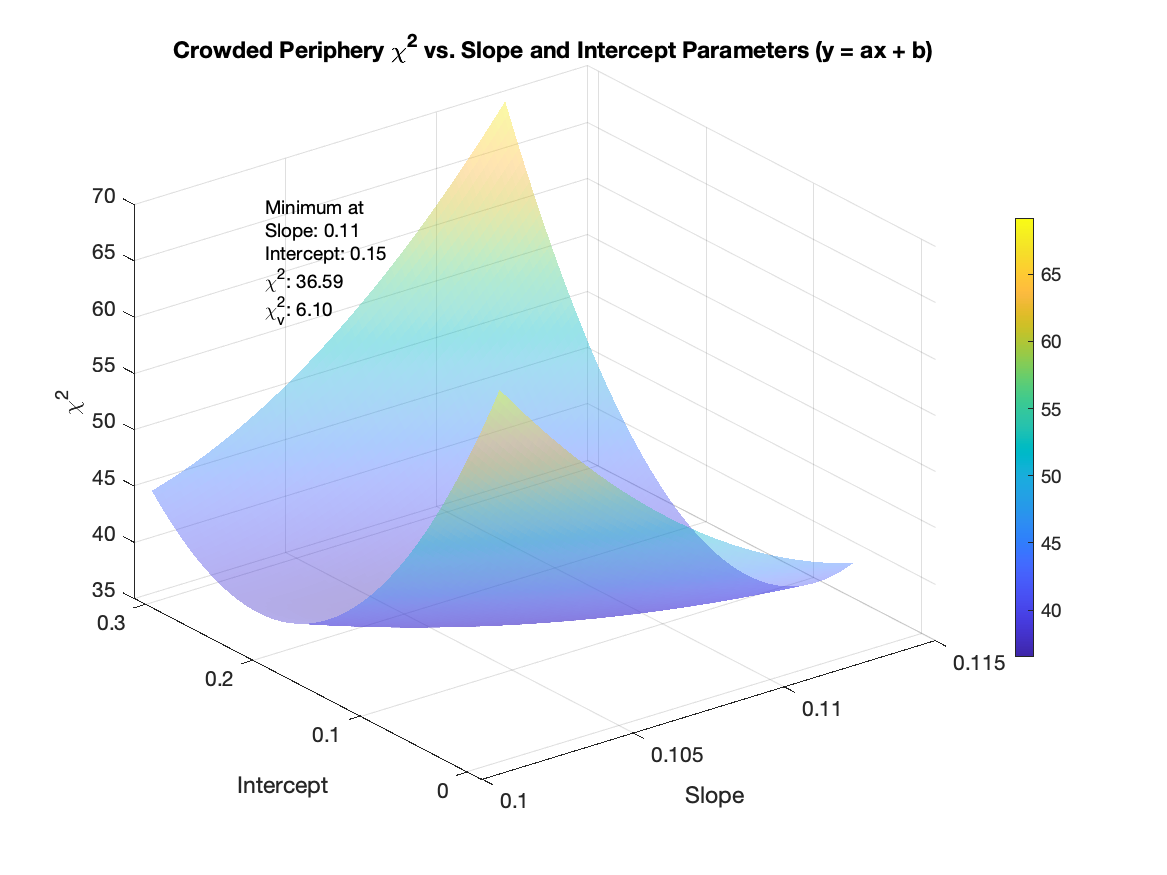 Crowded Periphery χ² vs. Slope and Intercept Parameters (y = ax + b)
Minimum at
Slope: 0.11
Intercept: 0.15
χ²: 36.59
χ²ᵥ: 6.10
70
65
60
55
50
45
40
35
χ²
0.3
0.2
0.1
0
Intercept
0.1
0.105
0.11
0.115
Slope
65
60
55
50
45
40